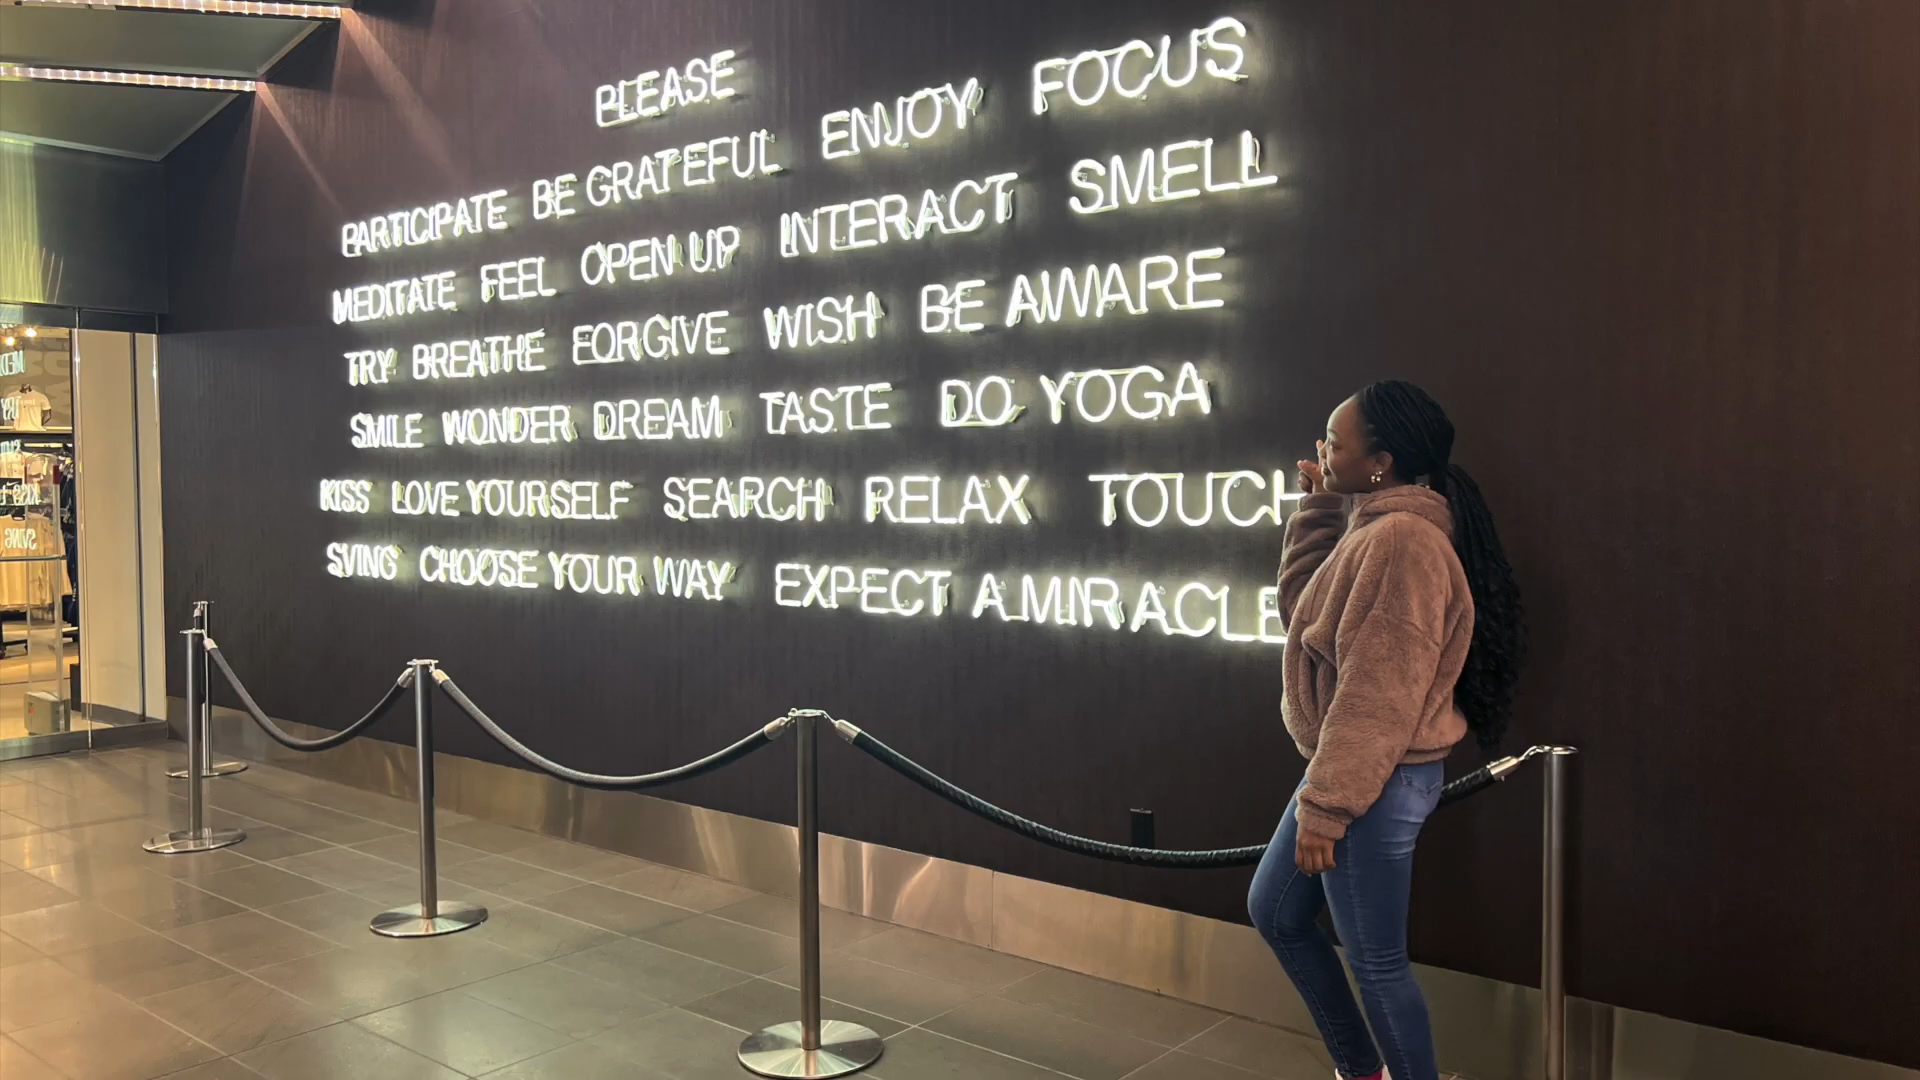 PLEASE
PARTICIPATE BE GRATEFUL ENJOY FOCUS
MEDITATE FEEL OPEN UP INTERACT SMELL
TRY BREATHE FORGIVE WISH BE AWARE
SMILE WONDER DREAM TASTE DO YOGA
KISS LOVE YOURSELF SEARCH RELAX TOUCH
SVING CHOOSE YOUR WAY EXPECT A MIRACLE